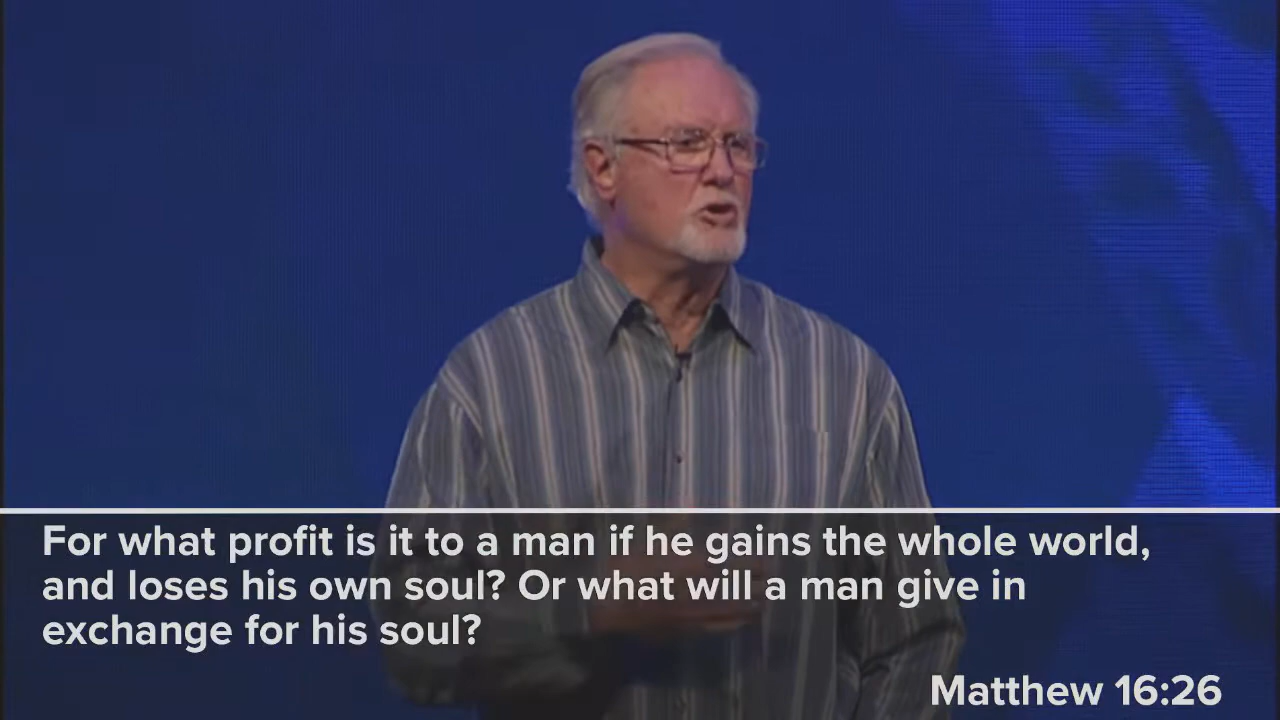 For what profit is it to a man if he gains the whole world,
and loses his own soul? Or what will a man give in
exchange for his soul?
Matthew 16:26